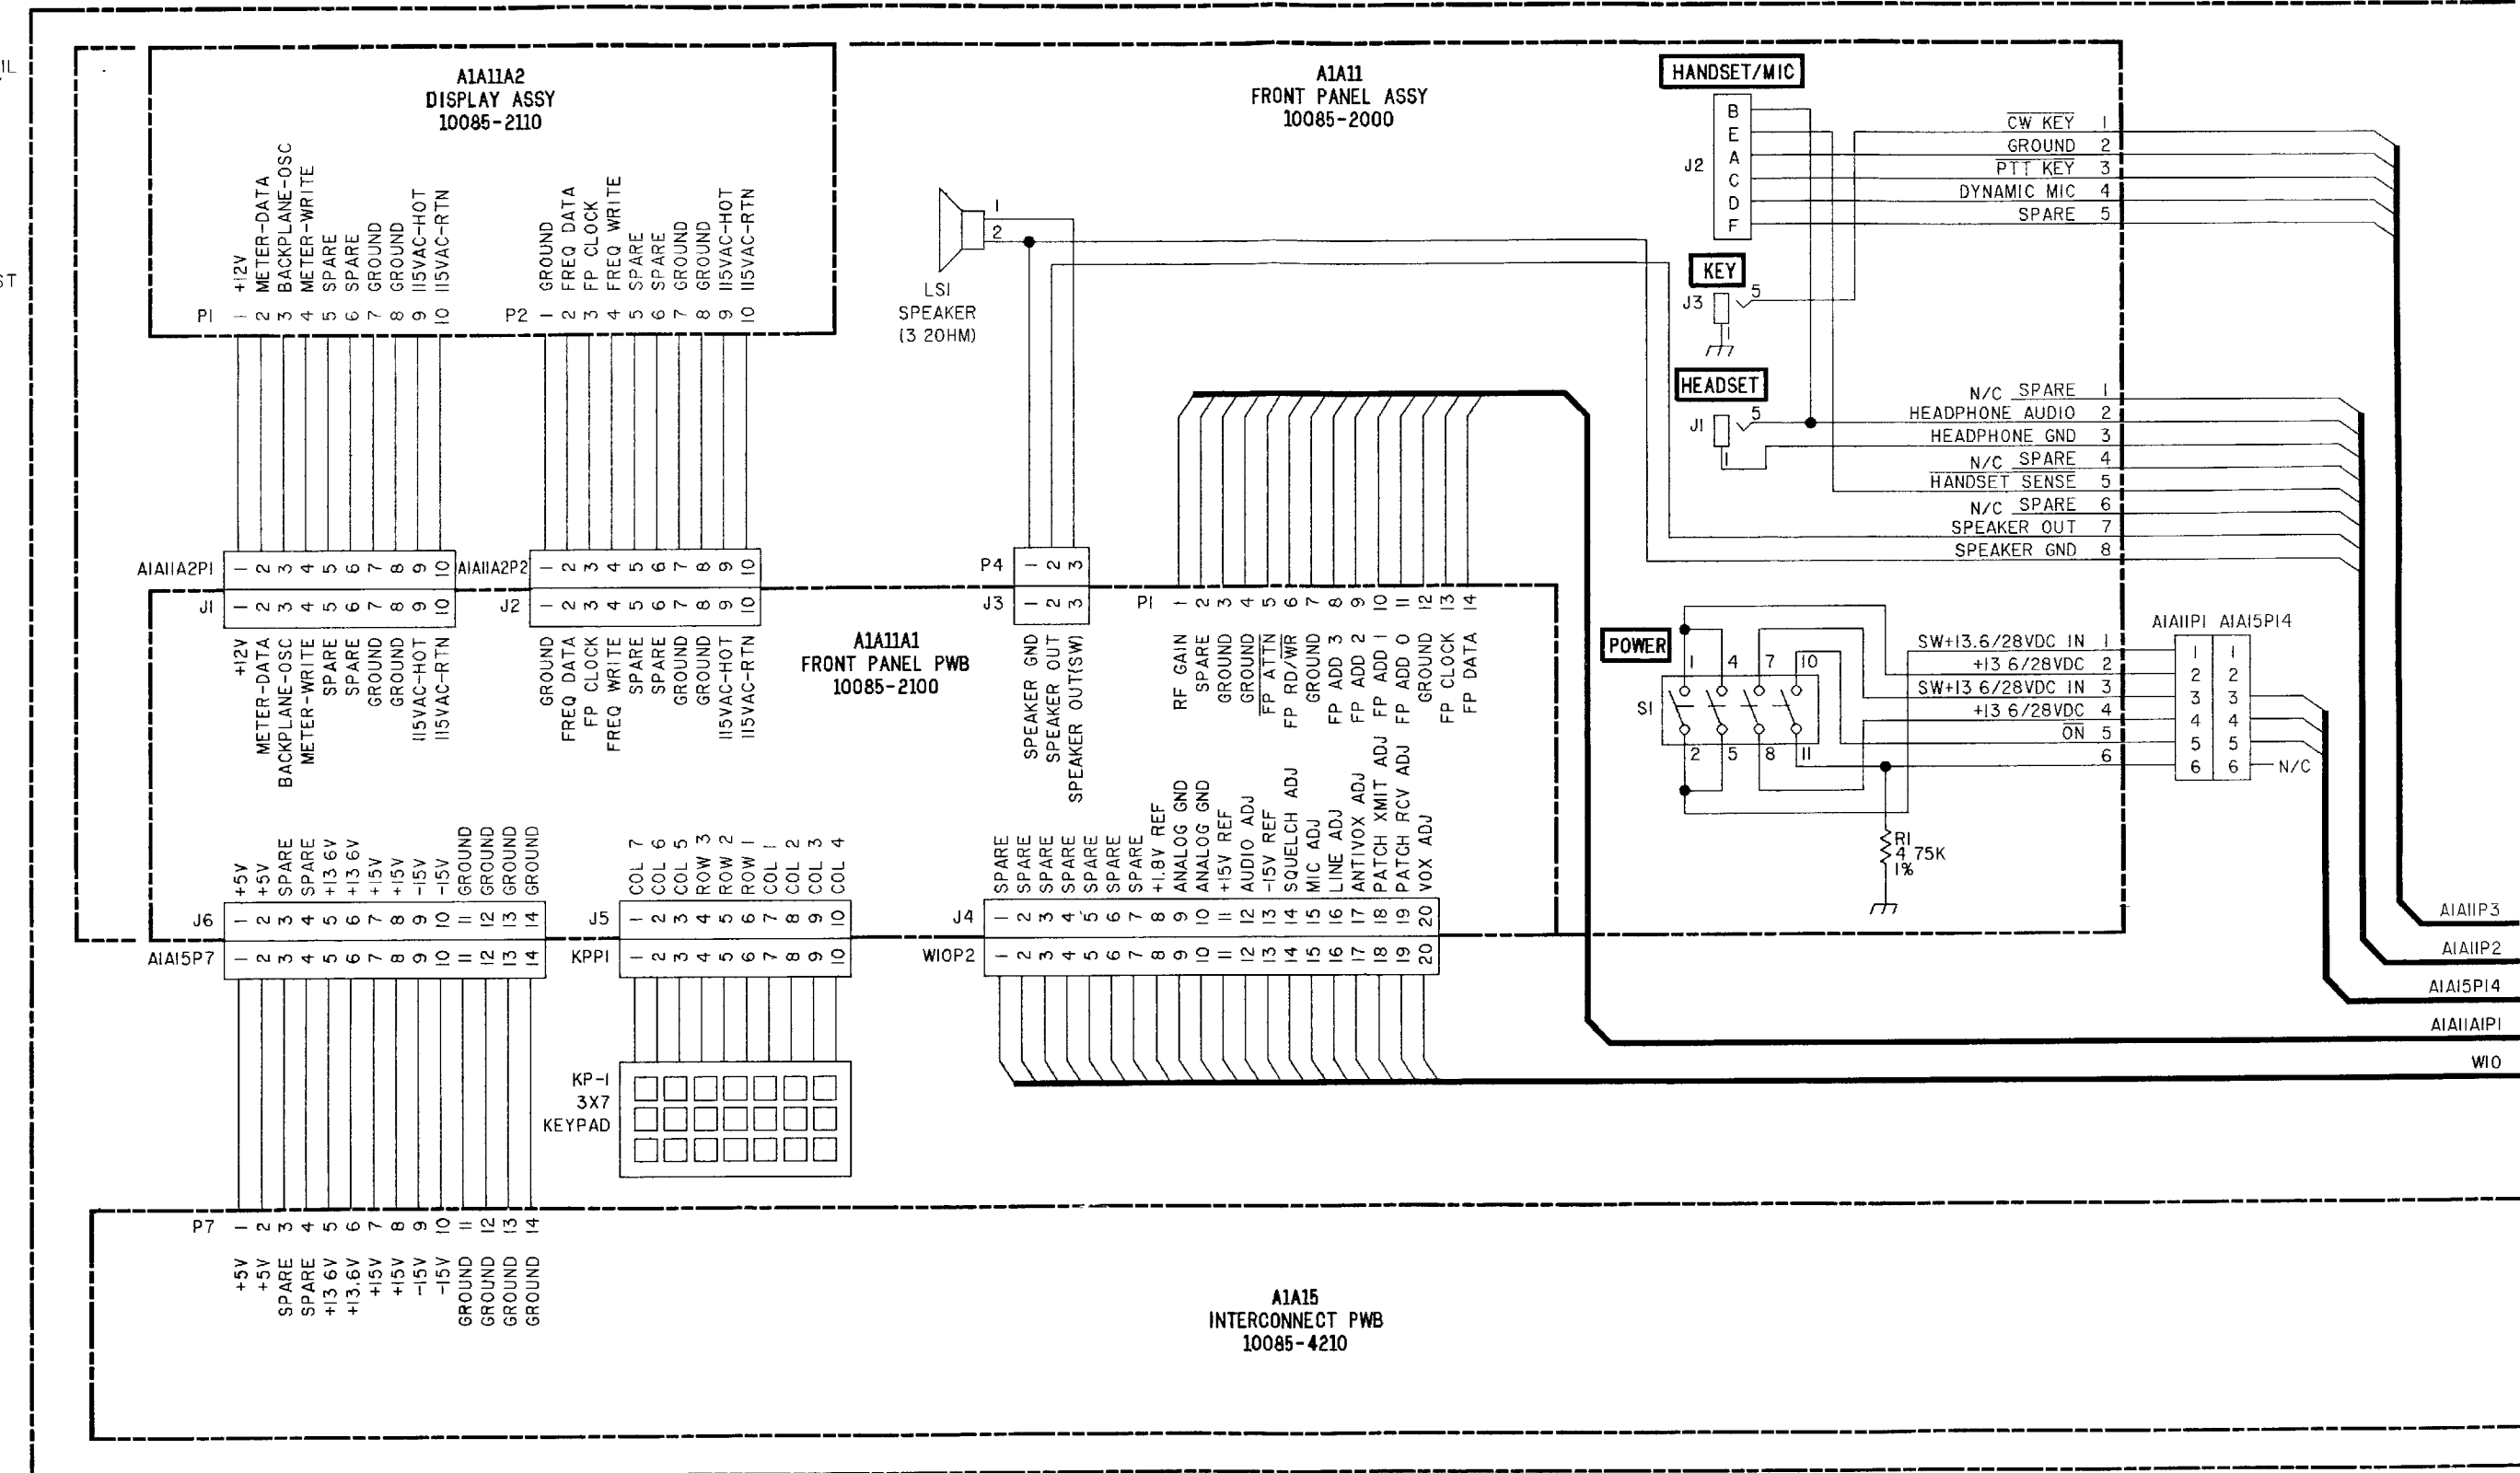 IL
ST
A1A11A2
DISPLAY ASSY
10085-2110
+12V
METER-DATA
BACKPLANE-OSC
METER-WRITE
SPARE
SPARE
GROUND
GROUND
115VAC-HOT
115VAC-RTN
P1 1 2 3 4 5 6 7 8 9 10
GROUND
FREQ DATA
FP CLOCK
FREQ WRITE
SPARE
SPARE
GROUND
GROUND
115VAC-HOT
115VAC-RTN
P2 1 2 3 4 5 6 7 8 9 10
A1A11
FRONT PANEL ASSY
10085-2000
1
2
LS1
SPEAKER
(3 2OHM)
HANDSET/MIC
J2
B
E
A
C
D
F
CW KEY 1
GROUND 2
PTT KEY 3
DYNAMIC MIC 4
SPARE 5
KEY
J3 5
1
HEADSET
J1 5
1
N/C SPARE 1
HEADPHONE AUDIO 2
HEADPHONE GND 3
N/C SPARE 4
HANDSET SENSE 5
N/C SPARE 6
SPEAKER OUT 7
SPEAKER GND 8
A1A11A2P1 1 2 3 4 5 6 7 8 9 10
J1 1 2 3 4 5 6 7 8 9 10
+12V
METER-DATA
BACKPLANE-OSC
METER-WRITE
SPARE
SPARE
GROUND
GROUND
115VAC-HOT
115VAC-RTN
A1A11A2P2 1 2 3 4 5 6 7 8 9 10
J2 1 2 3 4 5 6 7 8 9 10
GROUND
FREQ DATA
FP CLOCK
FREQ WRITE
SPARE
SPARE
GROUND
GROUND
115VAC-HOT
115VAC-RTN
A1A11A1
FRONT PANEL PWB
10085-2100
P4 1 2 3
J3 1 2 3
SPEAKER GND
SPEAKER OUT
SPEAKER OUT(SW)
P1 1 2 3 4 5 6 7 8 9 10 11 12 13 14
RF GAIN
SPARE
GROUND
GROUND
FP ATTN
FP RD/WR
GROUND
FP ADD 3
FP ADD 2
FP ADD 1
FP ADD 0
GROUND
FP CLOCK
FP DATA
POWER
S1
1 4 7 10
2 5 8 11
SW+13.6/28VDC IN 1
+13 6/28VDC 2
SW+13 6/28VDC IN 3
+13 6/28VDC 4
ON 5
6
A1A11P1 A1A15P14
1 1
2 2
3 3
4 4
5 5
6 6 N/C
R1
4 75K
1%
+5V
+5V
SPARE
SPARE
+13 6V
+13 6V
+15V
+15V
-15V
-15V
GROUND
GROUND
GROUND
GROUND
J6 1 2 3 4 5 6 7 8 9 10 11 12 13 14
A1A15P7 1 2 3 4 5 6 7 8 9 10 11 12 13 14
COL 7
COL 6
COL 5
ROW 3
ROW 2
ROW 1
COL 1
COL 2
COL 3
COL 4
J5 1 2 3 4 5 6 7 8 9 10
KPP1 1 2 3 4 5 6 7 8 9 10
SPARE
SPARE
SPARE
SPARE
SPARE
SPARE
SPARE
+1.8V REF
ANALOG GND
ANALOG GND
+15V REF
AUDIO ADJ
-15V REF
SQUELCH ADJ
MIC ADJ
LINE ADJ
ANTIVOX ADJ
PATCH XMIT ADJ
PATCH RCV ADJ
VOX ADJ
J4 1 2 3 4 5 6 7 8 9 10 11 12 13 14 15 16 17 18 19 20
W10P2 1 2 3 4 5 6 7 8 9 10 11 12 13 14 15 16 17 18 19 20
A1A11P3
A1A11P2
A1A15P14
A1A11A1P1
W10
KP-1
3X7
KEYPAD
P7 1 2 3 4 5 6 7 8 9 10 11 12 13 14
+5V
+5V
SPARE
SPARE
+13 6V
+13.6V
+15V
+15V
-15V
-15V
GROUND
GROUND
GROUND
GROUND
A1A15
INTERCONNECT PWB
10085-4210